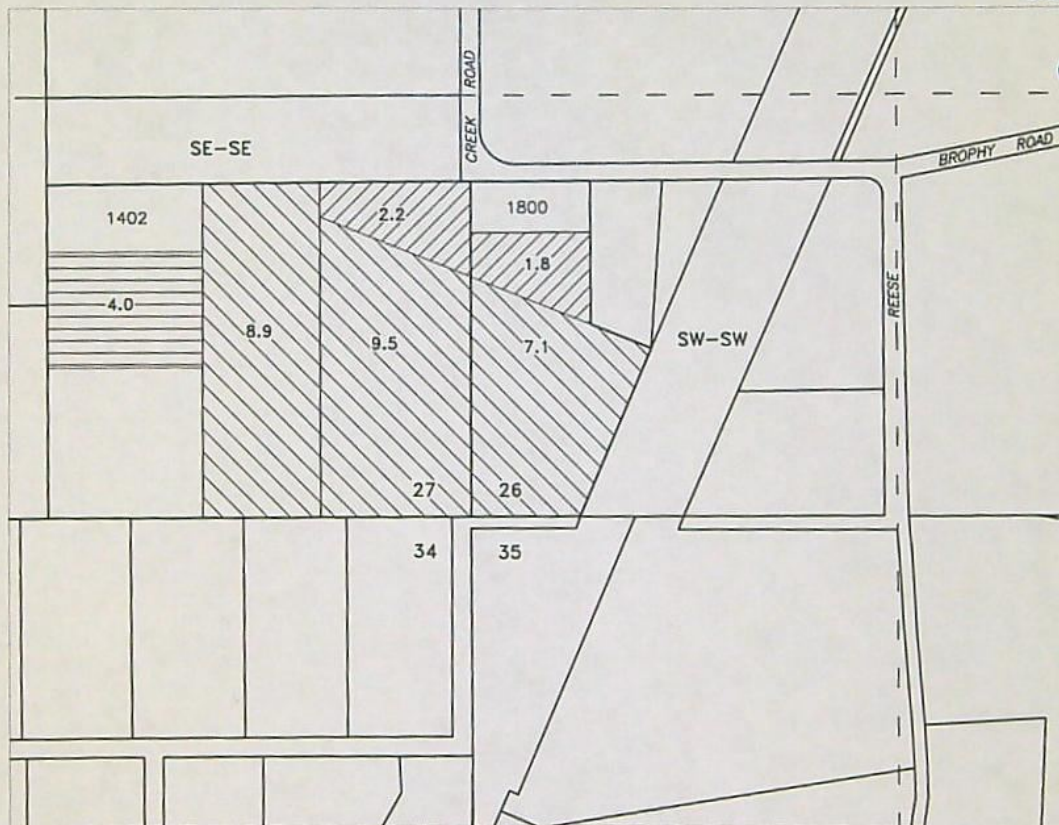 CREEK ROAD
BROPHY ROAD
SE-SE
1402
2.2
1800
1.8
4.0
8.9
9.5
7.1
SW-SW
REESE
27
26
34
35